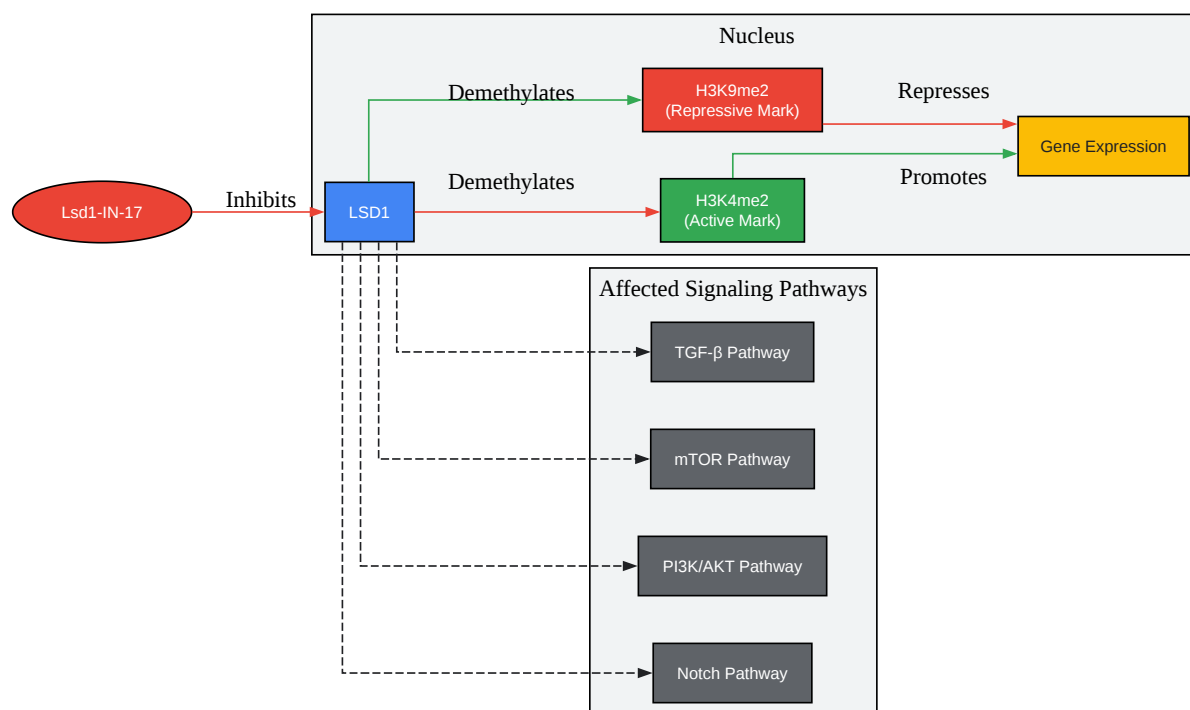 Nucleus
Demethylates
H3K9me2
(Repressive Mark)
Represses
Gene Expression
Lsd1-IN-17
Inhibits
LSD1
Demethylates
H3K4me2
(Active Mark)
Promotes
Affected Signaling Pathways
TGF-β Pathway
mTOR Pathway
PI3K/AKT Pathway
Notch Pathway